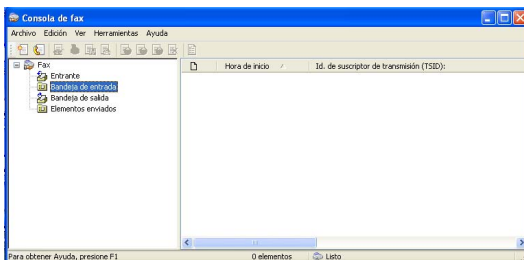 Consola de fax
Archivo Edición Ver Herramientas Ayuda
Fax
Entrante
Bandeja de entrada
Bandeja de salida
Elementos enviados
Hora de inicio Id. de suscriptor de transmisión (TSID):
Para obtener Ayuda, presione F1 0 elementos Listo